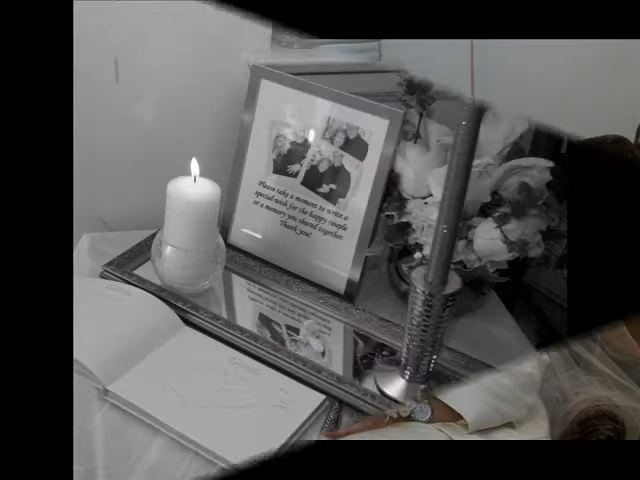 Please take a moment to write a
special wish for the happy couple
or a memory you shared together.
Thank you!